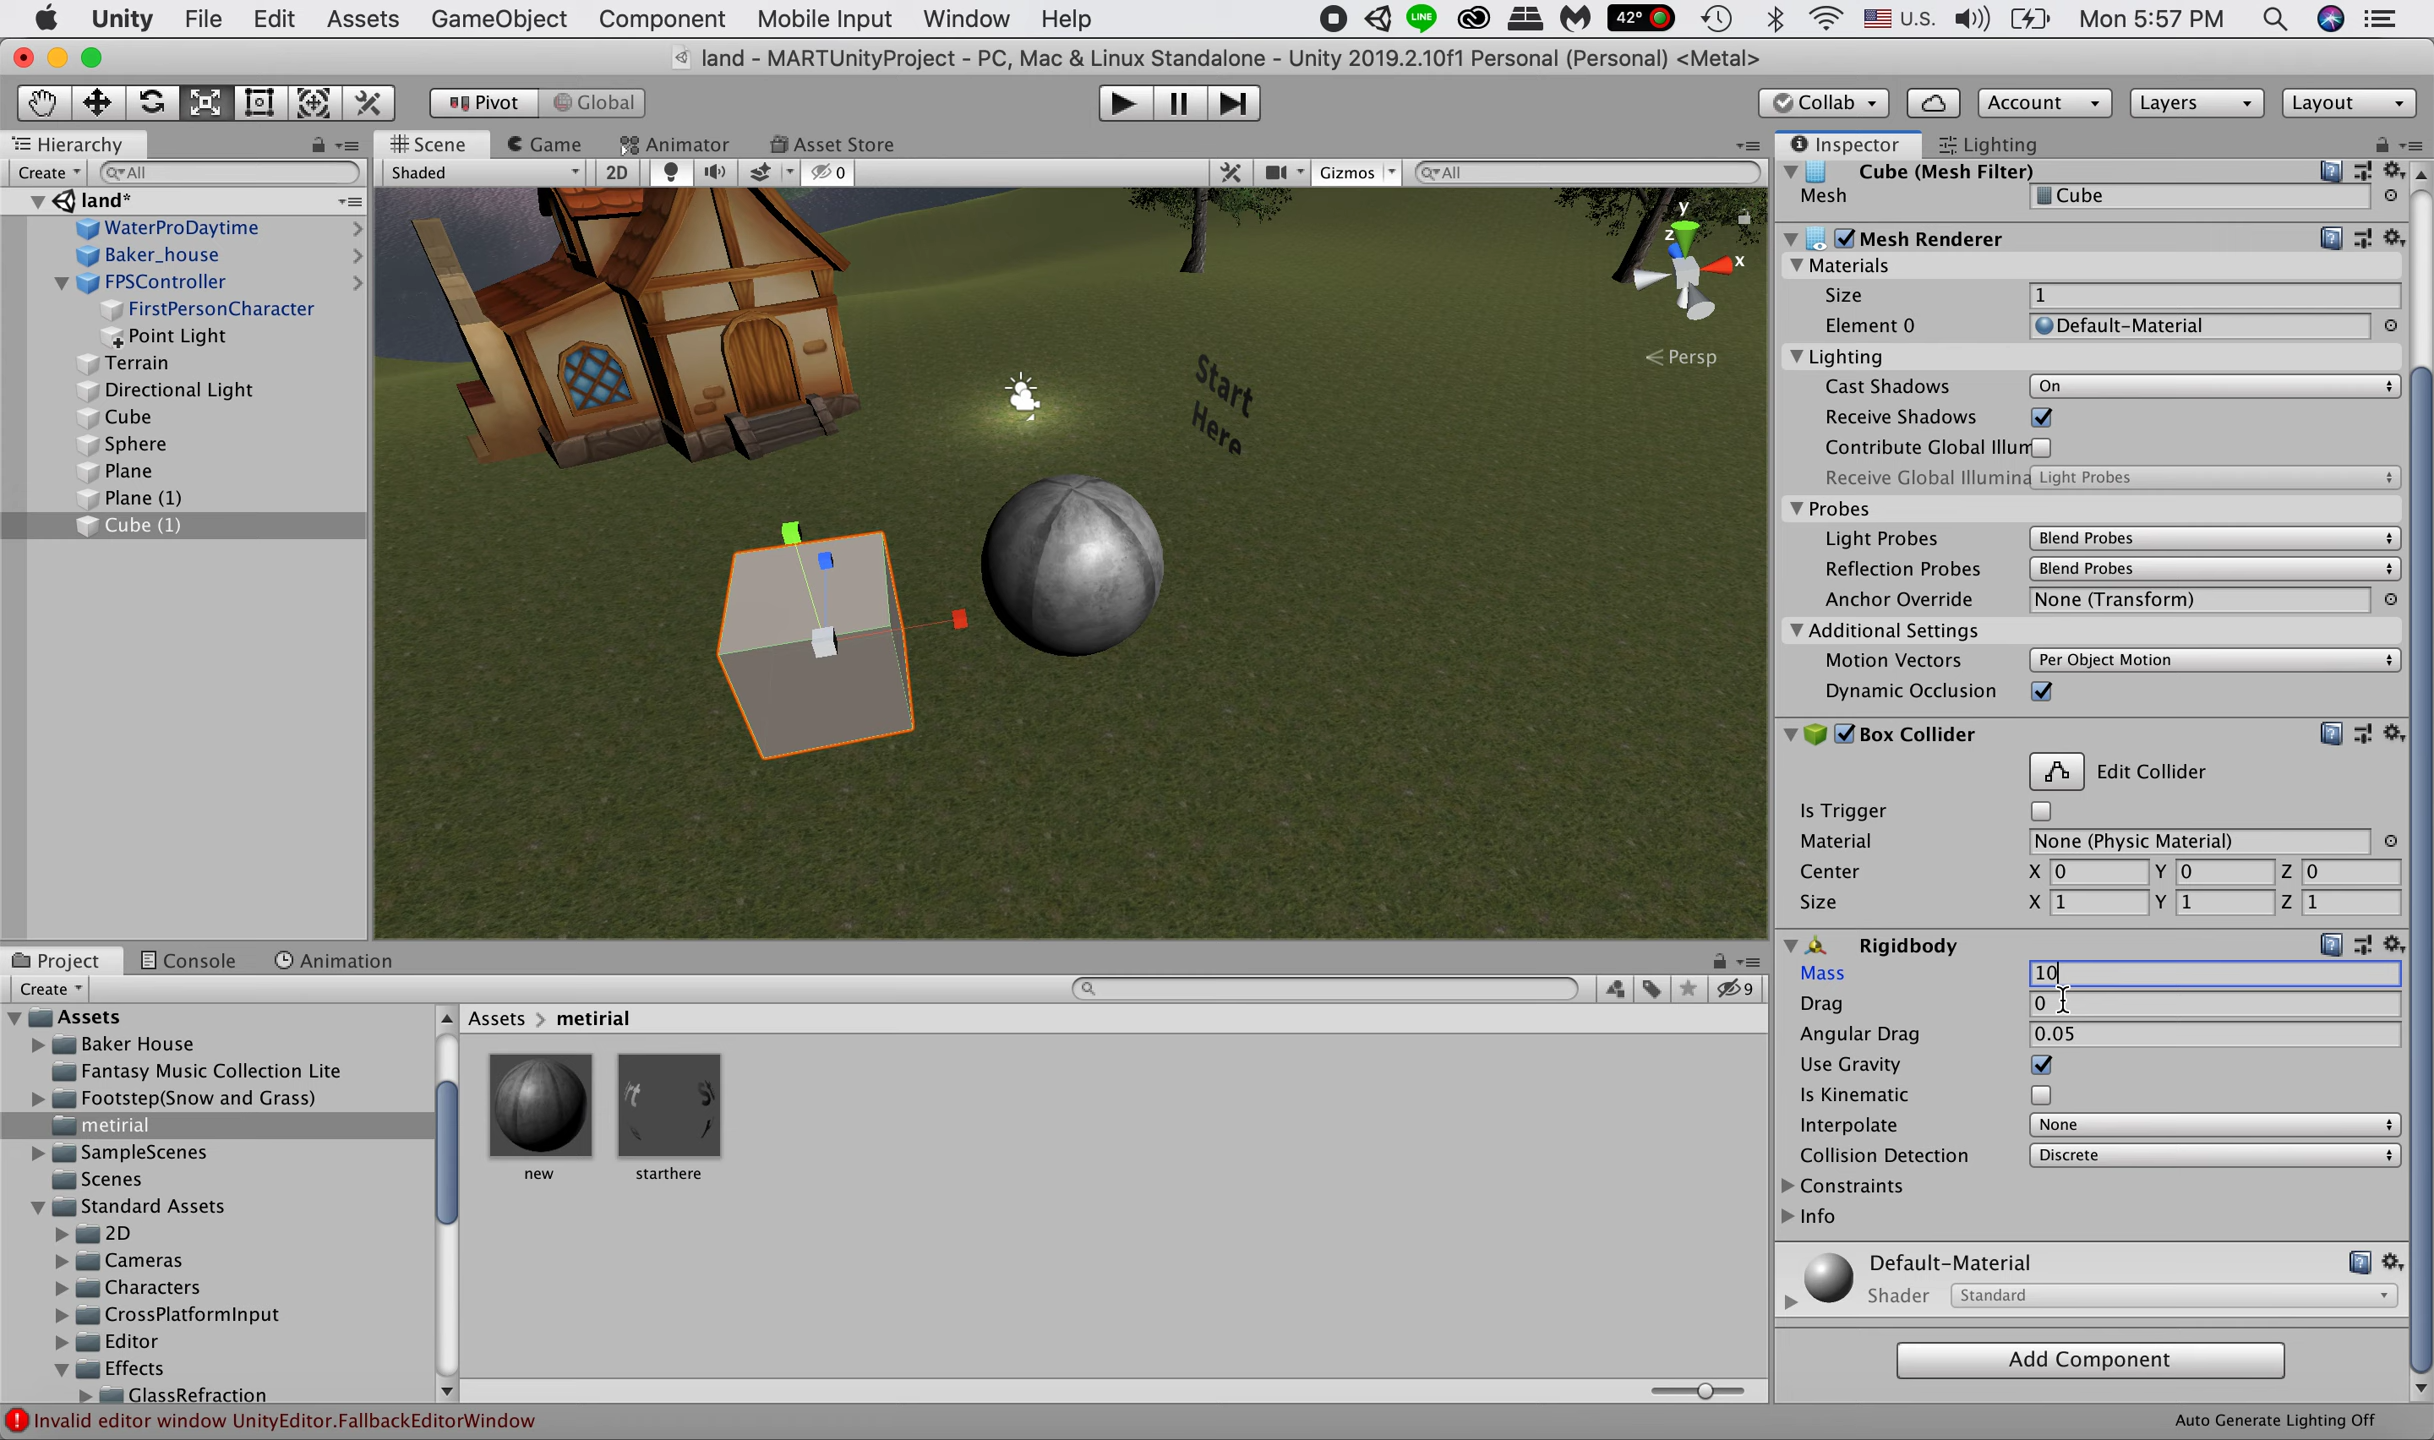 Unity File Edit Assets GameObject Component Mobile Input Window Help LINE 42° U.S. Mon 5:57 PM
land - MARTUnityProject - PC, Mac & Linux Standalone - Unity 2019.2.10f1 Personal (Personal) <Metal>
Pivot Global Collab Account Layers Layout
Hierarchy Scene Game Animator Asset Store Inspector Lighting
Create All Shaded 2D 0 Gizmos All
land*
WaterProDaytime
Baker_house
FPSController
FirstPersonCharacter
Point Light
Terrain
Directional Light
Cube
Sphere
Plane
Plane (1)
Cube (1)
y
z
x
Persp
Start
Here
Cube (Mesh Filter)
Mesh Cube
Mesh Renderer
Materials
Size 1
Element 0 Default-Material
Lighting
Cast Shadows On
Receive Shadows
Contribute Global Illum
Receive Global Illumina Light Probes
Probes
Light Probes Blend Probes
Reflection Probes Blend Probes
Anchor Override None (Transform)
Additional Settings
Motion Vectors Per Object Motion
Dynamic Occlusion
Box Collider
Edit Collider
Is Trigger
Material None (Physic Material)
Center X 0 Y 0 Z 0
Size X 1 Y 1 Z 1
Rigidbody
Mass 10
Drag 0
Angular Drag 0.05
Use Gravity
Is Kinematic
Interpolate None
Collision Detection Discrete
Constraints
Info
Default-Material
Shader Standard
Add Component
Project Console Animation
Create 9
Assets
Baker House
Fantasy Music Collection Lite
Footstep(Snow and Grass)
metirial
SampleScenes
Scenes
Standard Assets
2D
Cameras
Characters
CrossPlatformInput
Editor
Effects
GlassRefraction
Assets > metirial
new starthere
Invalid editor window UnityEditor.FallbackEditorWindow
Auto Generate Lighting Off